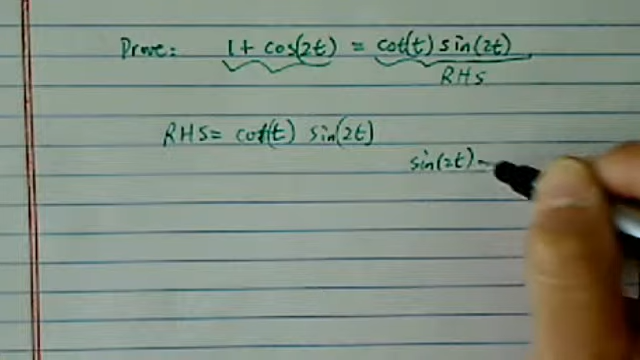 Prove: 1 + cos(2t) = cot(t) sin(2t)
RHS
RHS= cot(t) sin(2t)
sin(2t) =